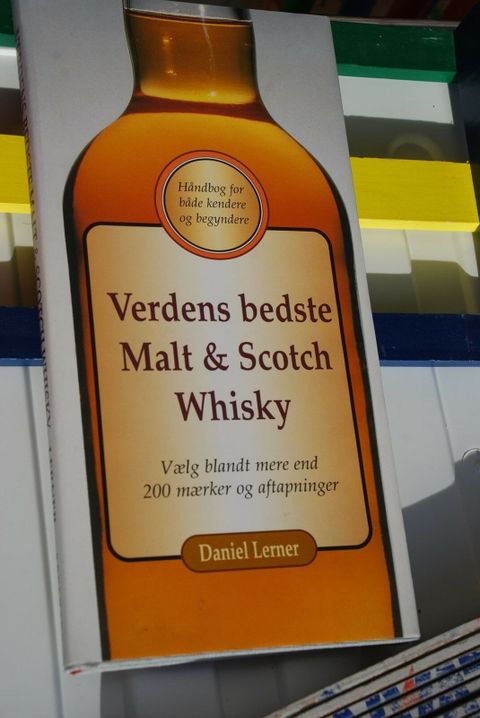 Håndbog for
både kendere
og begyndere
Verdens bedste
Malt & Scotch
Whisky
Vælg blandt mere end
200 mærker og aftapninger
Daniel Lerner